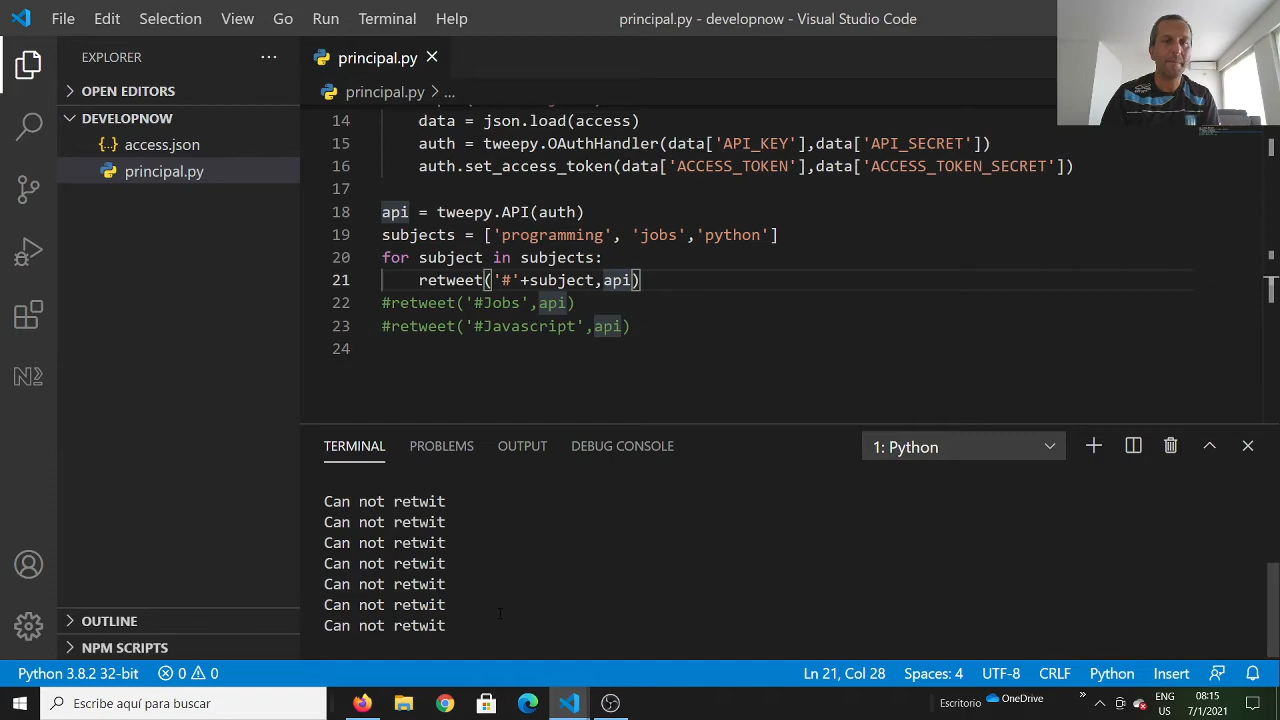 File Edit Selection View Go Run Terminal Help principal.py - developnow - Visual Studio Code
EXPLORER
principal.py
OPEN EDITORS
principal.py > ...
DEVELOPNOW
{..} access.json
principal.py
14 data = json.load(access)
15 auth = tweepy.OAuthHandler(data['API_KEY'],data['API_SECRET'])
16 auth.set_access_token(data['ACCESS_TOKEN'],data['ACCESS_TOKEN_SECRET'])
17
18 api = tweepy.API(auth)
19 subjects = ['programming', 'jobs','python']
20 for subject in subjects:
21 retweet('#'+subject,api)
22 #retweet('#Jobs',api)
23 #retweet('#Javascript',api)
24
TERMINAL PROBLEMS OUTPUT DEBUG CONSOLE 1: Python
Can not retwit
Can not retwit
Can not retwit
Can not retwit
Can not retwit
Can not retwit
Can not retwit
OUTLINE
NPM SCRIPTS
Python 3.8.2 32-bit 0 0 Ln 21, Col 28 Spaces: 4 UTF-8 CRLF Python Insert
Escribe aquí para buscar
Escritorio OneDrive
ENG
US
08:15
7/1/2021